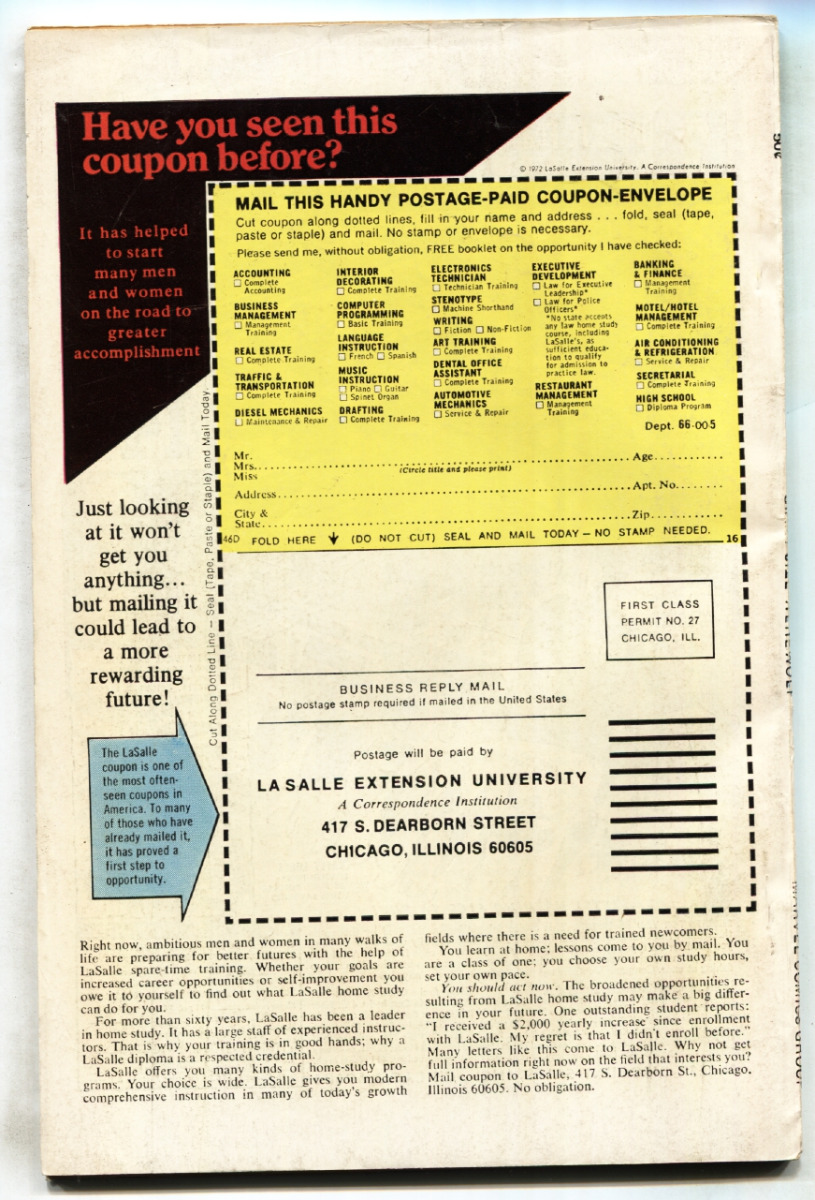 Have you seen this
coupon before?
It has helped
to start
many men
and women
on the road to
greater
accomplishment
Just looking
at it won't
get you
anything...
but mailing it
could lead to
a more
rewarding
future!
The LaSalle
coupon is one of
the most often-
seen coupons in
America. To many
of those who have
already mailed it,
it has proved a
first step to
opportunity.
© 1972 LaSalle Extension University, A Correspondence Institution
MAIL THIS HANDY POSTAGE-PAID COUPON-ENVELOPE
Cut coupon along dotted lines, fill in your name and address . . . fold, seal (tape,
paste or staple) and mail. No stamp or envelope is necessary.
Please send me, without obligation, FREE booklet on the opportunity I have checked:
ACCOUNTING
☐ Complete
Accounting
BUSINESS
MANAGEMENT
☐ Management
Training
REAL ESTATE
☐ Complete Training
TRAFFIC &
TRANSPORTATION
☐ Complete Training
DIESEL MECHANICS
☐ Maintenance & Repair
INTERIOR
DECORATING
☐ Complete Training
COMPUTER
PROGRAMMING
☐ Basic Training
LANGUAGE
INSTRUCTION
☐ French ☐ Spanish
MUSIC
INSTRUCTION
☐ Piano ☐ Guitar
☐ Spinet Organ
DRAFTING
☐ Complete Training
ELECTRONICS
TECHNICIAN
☐ Technician Training
STENOTYPE
☐ Machine Shorthand
WRITING
☐ Fiction ☐ Non-Fiction
ART TRAINING
☐ Complete Training
DENTAL OFFICE
ASSISTANT
☐ Complete Training
AUTOMOTIVE
MECHANICS
☐ Service & Repair
EXECUTIVE
DEVELOPMENT
☐ Law for Executive
Leadership*
☐ Law for Police
Officers*
*No state accepts
any law home study
course, including
LaSalle's, as
sufficient educa-
tion to qualify
for admission to
practice law.
RESTAURANT
MANAGEMENT
☐ Management
Training
BANKING
& FINANCE
☐ Management
Training
MOTEL/HOTEL
MANAGEMENT
☐ Complete Training
AIR CONDITIONING
& REFRIGERATION
☐ Service & Repair
SECRETARIAL
☐ Complete Training
HIGH SCHOOL
☐ Diploma Program
Dept. 66-005
Mr.
Mrs. Age
Miss (Circle title and please print)
Address Apt. No.
City &
State Zip
46D FOLD HERE ↓ (DO NOT CUT) SEAL AND MAIL TODAY — NO STAMP NEEDED. 16
Cut Along Dotted Line — Seal (Tape, Paste or Staple) and Mail Today.
FIRST CLASS
PERMIT NO. 27
CHICAGO, ILL.
BUSINESS REPLY MAIL
No postage stamp required if mailed in the United States
Postage will be paid by
LA SALLE EXTENSION UNIVERSITY
A Correspondence Institution
417 S. DEARBORN STREET
CHICAGO, ILLINOIS 60605
Right now, ambitious men and women in many walks of
life are preparing for better futures with the help of
LaSalle spare-time training. Whether your goals are
increased career opportunities or self-improvement you
owe it to yourself to find out what LaSalle home study
can do for you.
For more than sixty years, LaSalle has been a leader
in home study. It has a large staff of experienced instruc-
tors. That is why your training is in good hands; why a
LaSalle diploma is a respected credential.
LaSalle offers you many kinds of home-study pro-
grams. Your choice is wide. LaSalle gives you modern
comprehensive instruction in many of today's growth
fields where there is a need for trained newcomers.
You learn at home; lessons come to you by mail. You
are a class of one; you choose your own study hours,
set your own pace.
You should act now. The broadened opportunities re-
sulting from LaSalle home study may make a big differ-
ence in your future. One outstanding student reports:
"I received a $2,000 yearly increase since enrollment
with LaSalle. My regret is that I didn't enroll before."
Many letters like this come to LaSalle. Why not get
full information right now on the field that interests you?
Mail coupon to LaSalle, 417 S. Dearborn St., Chicago,
Illinois 60605. No obligation.